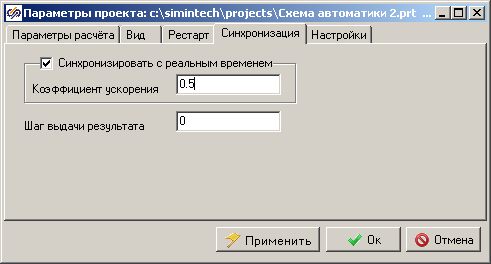 Параметры проекта: c:\simintech\projects\Схема автоматики 2.prt ...
Параметры расчёта Вид Рестарт Синхронизация Настройки
Синхронизировать с реальным временем
Коэффициент ускорения 0.5
Шаг выдачи результата 0
Применить Ок Отмена